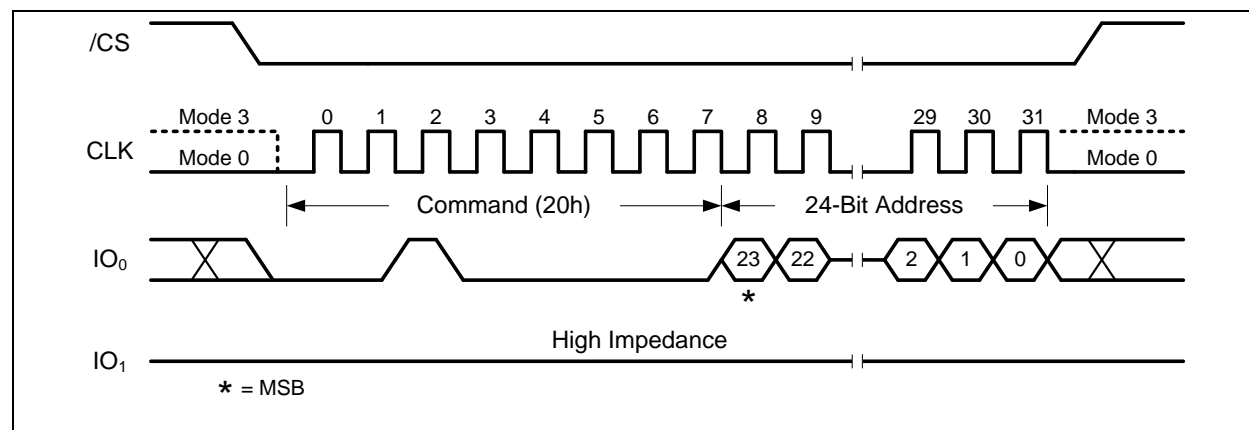 /CS
Mode 3 0 1 2 3 4 5 6 7 8 9 29 30 31 Mode 3
CLK
Mode 0 Mode 0
Command (20h) 24-Bit Address
IO₀ 23 22 2 1 0
*
High Impedance
IO₁
* = MSB